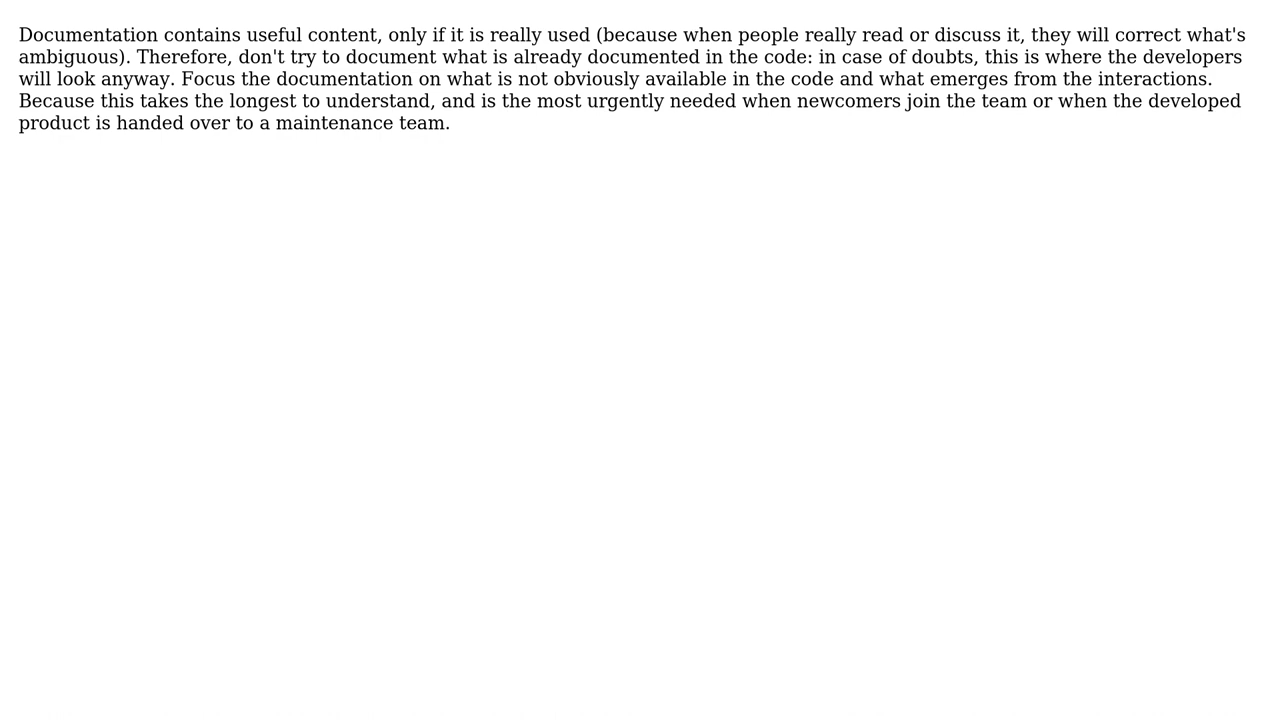 Documentation contains useful content, only if it is really used (because when people really read or discuss it, they will correct what's
ambiguous). Therefore, don't try to document what is already documented in the code: in case of doubts, this is where the developers
will look anyway. Focus the documentation on what is not obviously available in the code and what emerges from the interactions.
Because this takes the longest to understand, and is the most urgently needed when newcomers join the team or when the developed
product is handed over to a maintenance team.